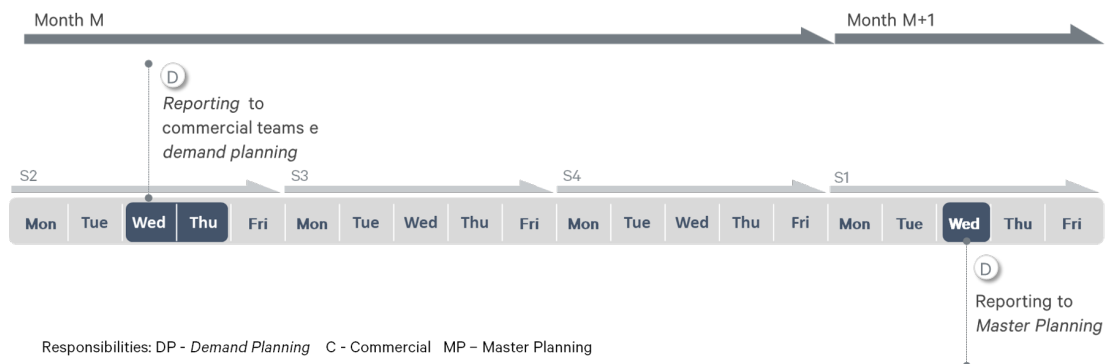 Month M
Month M+1
D
Reporting to
commercial teams e
demand planning
S2
S3
S4
S1
Mon Tue Wed Thu Fri Mon Tue Wed Thu Fri Mon Tue Wed Thu Fri Mon Tue Wed Thu Fri
D
Reporting to
Master Planning
Responsibilities: DP - Demand Planning C - Commercial MP – Master Planning